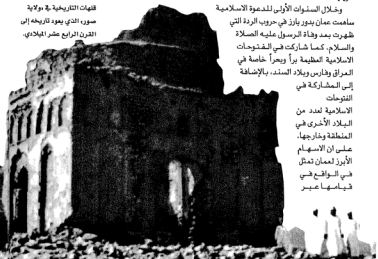 وخلال السنوات الأولى للدعوة الاسلامية
ساهمت عمان بدور بارز في حروب الردة التي
ظهرت بعد وفاة الرسول عليه الصلاة
والسلام، كما شاركت في الفتوحات
الاسلامية العظيمة براً وبحراً خاصة في
العراق وفارس وبلاد السند، بالإضافة
إلى المشاركة في
الفتوحات
الاسلامية لعدد من
البلاد الأخرى في
المنطقة وخارجها،
على ان الاسهام
الأبرز لعمان تمثل
في الواقع في
قيامها عبر
قلهات التاريخية في ولاية
صور، الذي يعود تاريخه إلى
القرن الرابع عشر الميلادي.